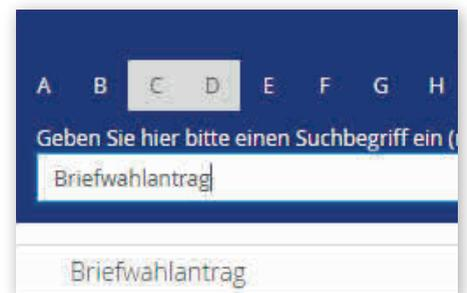 A B C D E F G H
Geben Sie hier bitte einen Suchbegriff ein (
Briefwahlantrag
Briefwahlantrag